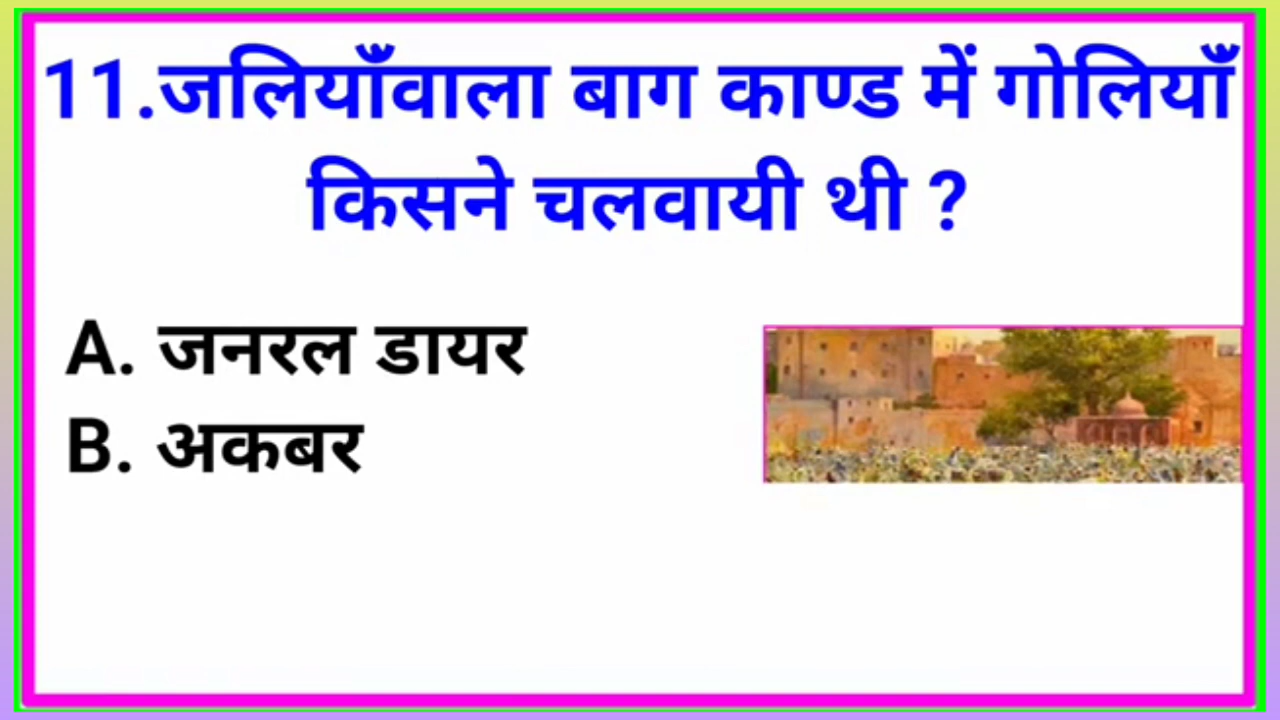 11.जलियाँवाला बाग काण्ड में गोलियाँ
किसने चलवायी थी ?
A. जनरल डायर
B. अकबर